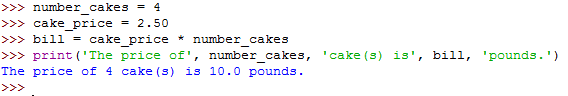 >>> number_cakes = 4
>>> cake_price = 2.50
>>> bill = cake_price * number_cakes
>>> print('The price of', number_cakes, 'cake(s) is', bill, 'pounds.')
The price of 4 cake(s) is 10.0 pounds.
>>>